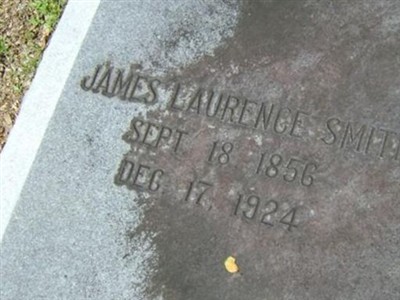 JAMES LAURENCE SMITH
SEPT 18 1856
DEC 17, 1924